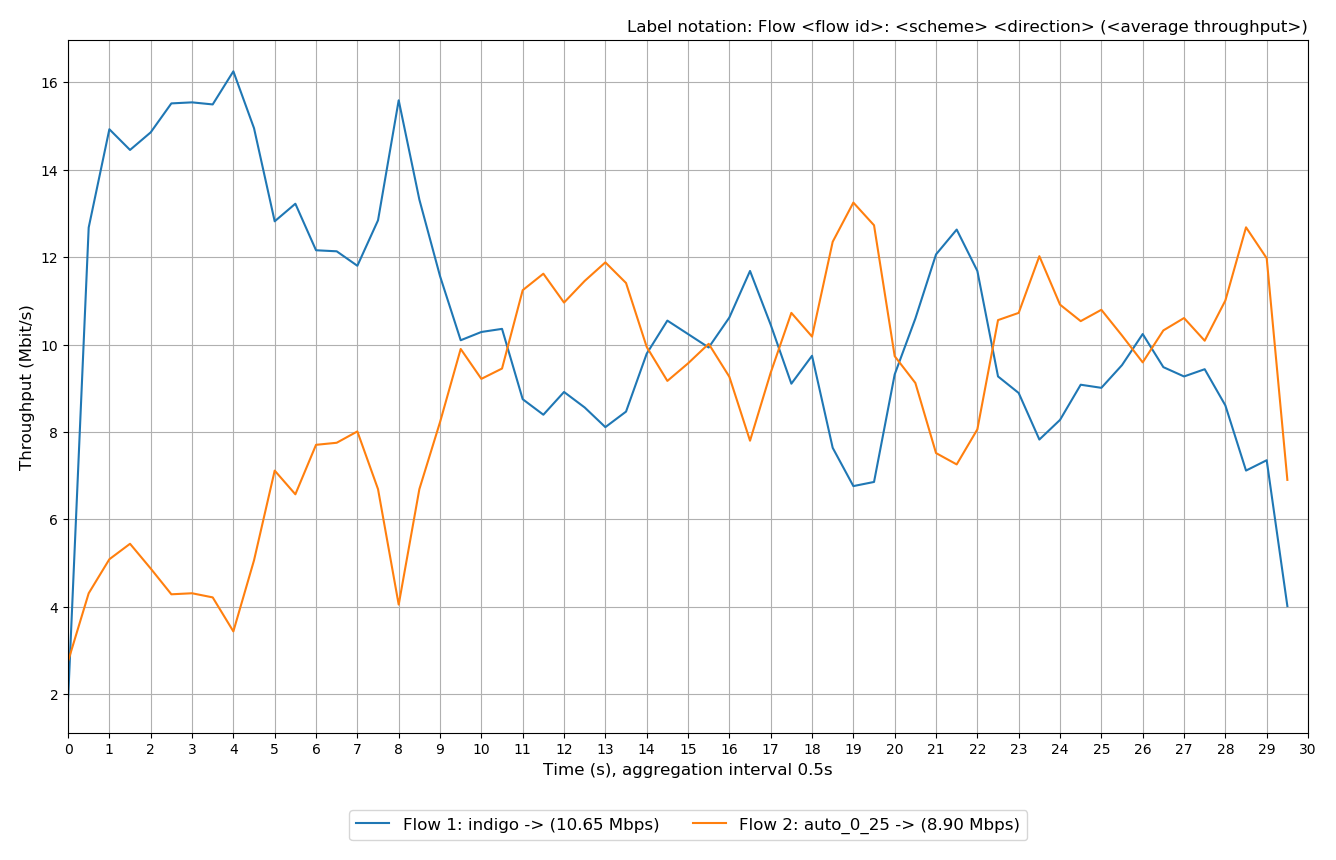 Label notation: Flow <flow id>: <scheme> <direction> (<average throughput>)
16
14
12
10
8
6
4
2
Throughput (Mbit/s)
0 1 2 3 4 5 6 7 8 9 10 11 12 13 14 15 16 17 18 19 20 21 22 23 24 25 26 27 28 29 30
Time (s), aggregation interval 0.5s
Flow 1: indigo -> (10.65 Mbps) Flow 2: auto_0_25 -> (8.90 Mbps)